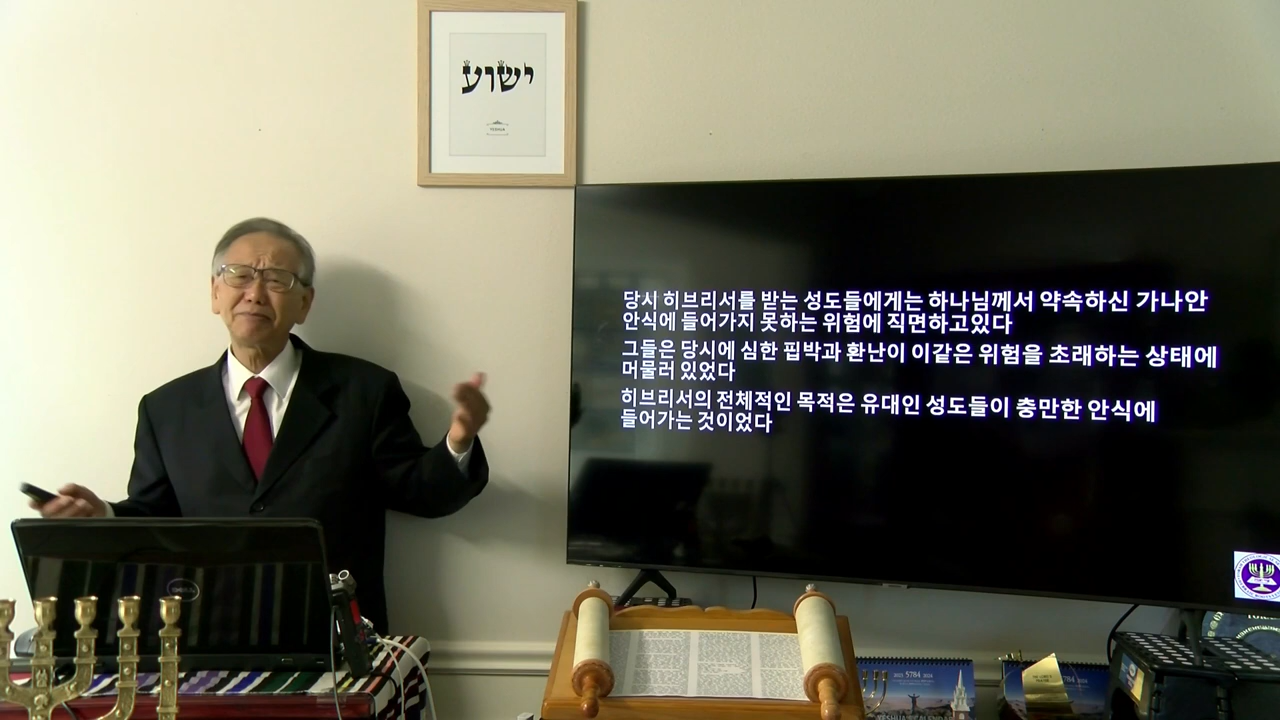 ישוע
YESHUA
당시 히브리서를 받는 성도들에게는 하나님께서 약속하신 가나안
안식에 들어가지 못하는 위험에 직면하고있다
그들은 당시에 심한 핍박과 환난이 이같은 위험을 초래하는 상태에
머물러 있었다
히브리서의 전체적인 목적은 유대인 성도들이 충만한 안식에
들어가는 것이었다
DELL
2023 5784 2024